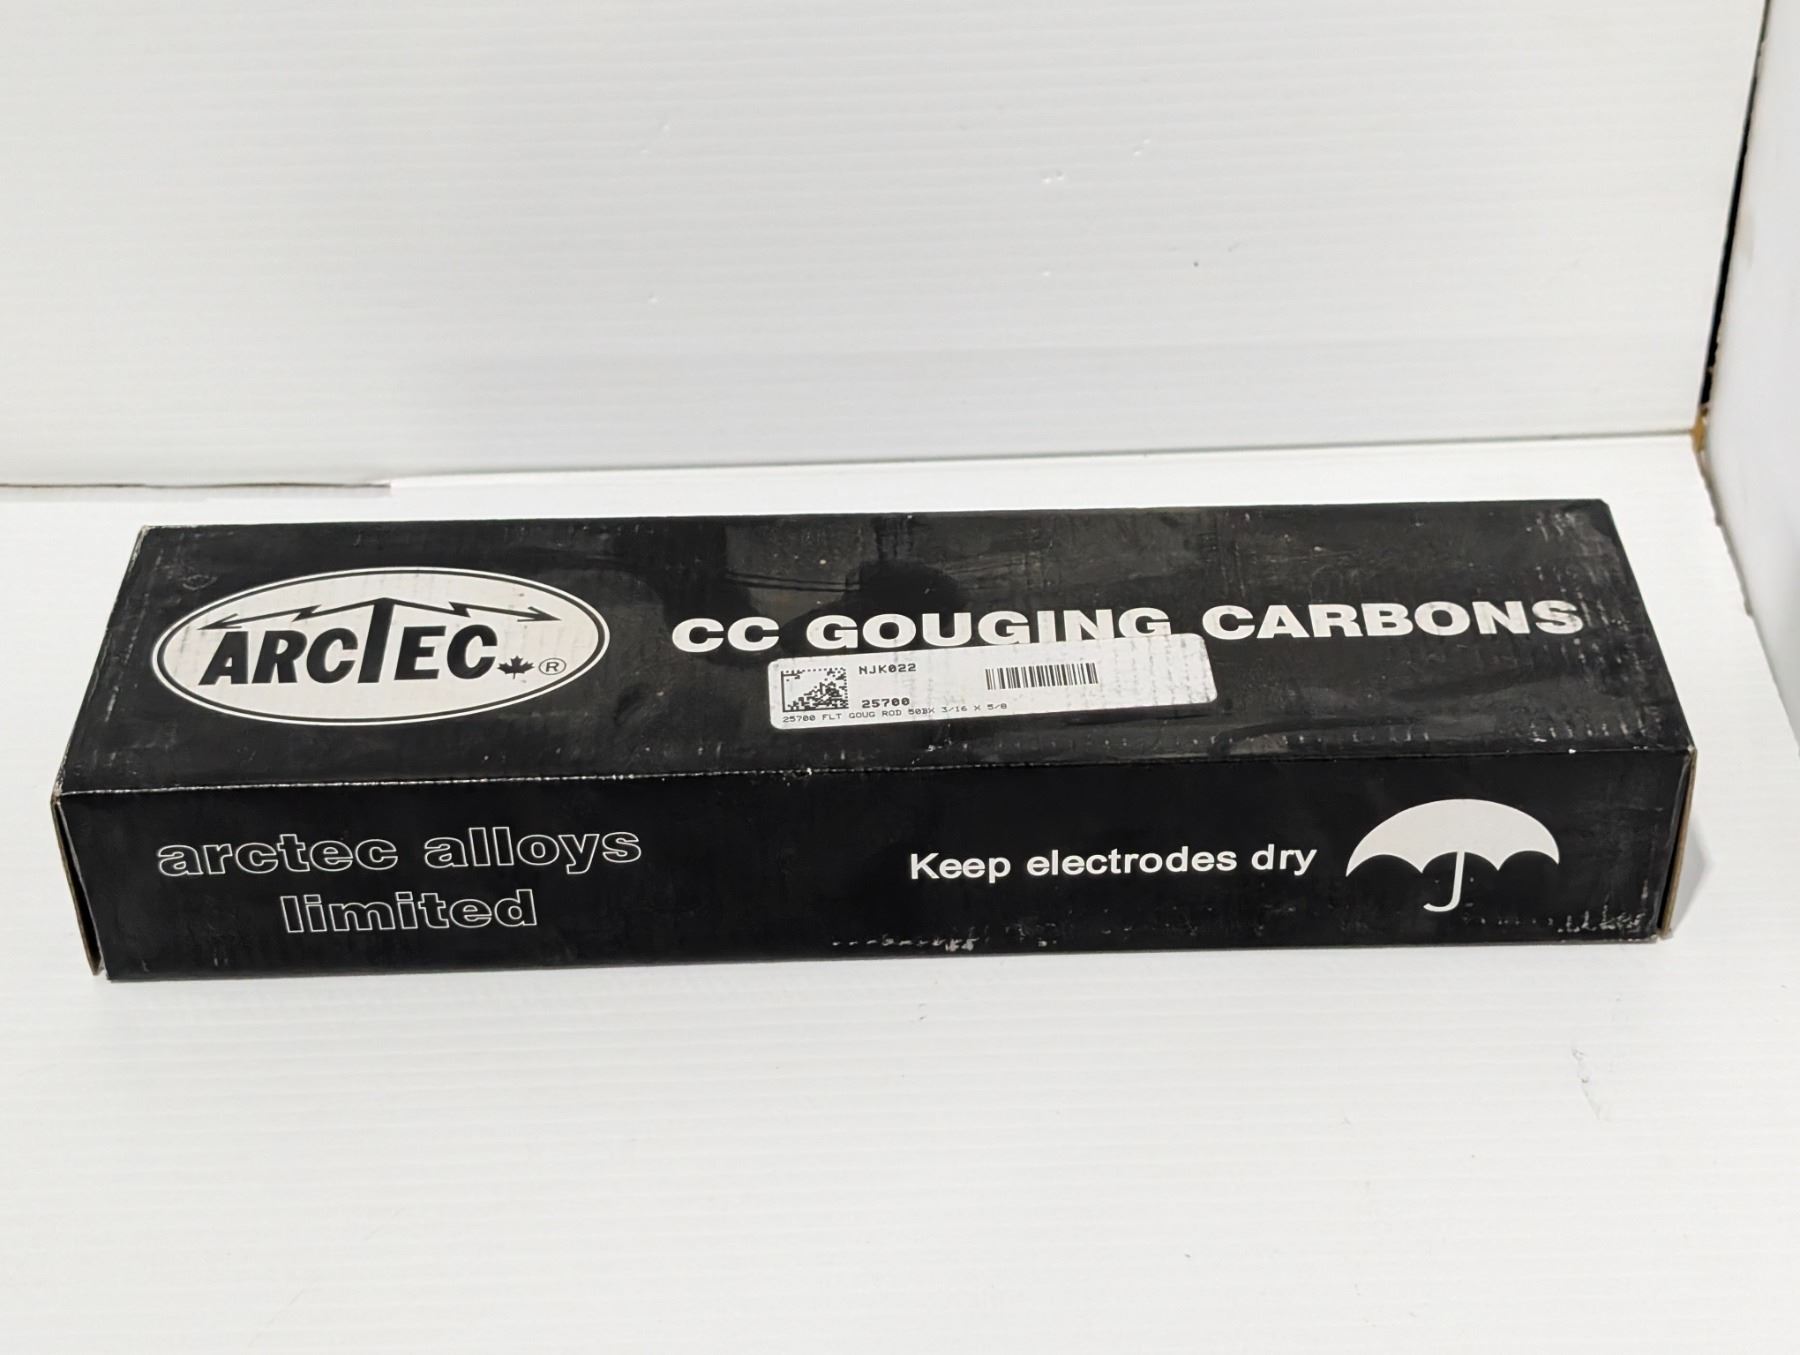 ARCTEC ®
CC GOUGING CARBONS
NJK022
25700
25700 FLT GOUG ROD 50BX 3/16 X 5/8
arctec alloys
limited
Keep electrodes dry